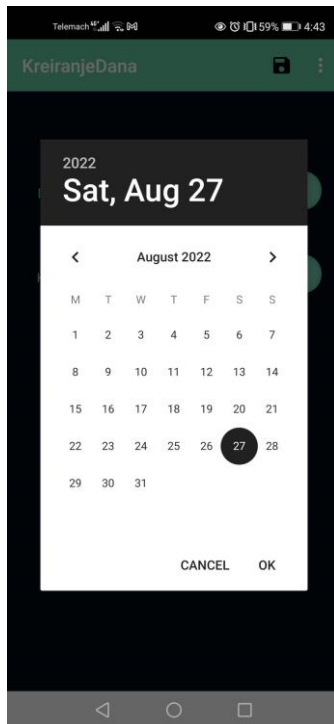 Telemach 59% 4:43
KreiranjeDana
2022
Sat, Aug 27
August 2022
M T W T F S S
1 2 3 4 5 6 7
8 9 10 11 12 13 14
15 16 17 18 19 20 21
22 23 24 25 26 27 28
29 30 31
CANCEL OK